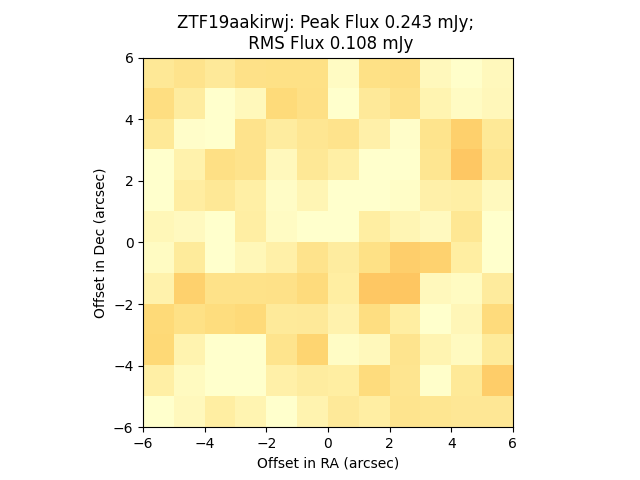 ZTF19aakirwj: Peak Flux 0.243 mJy;
RMS Flux 0.108 mJy
6
4
2
0
−2
−4
−6
Offset in Dec (arcsec)
−6 −4 −2 0 2 4 6
Offset in RA (arcsec)